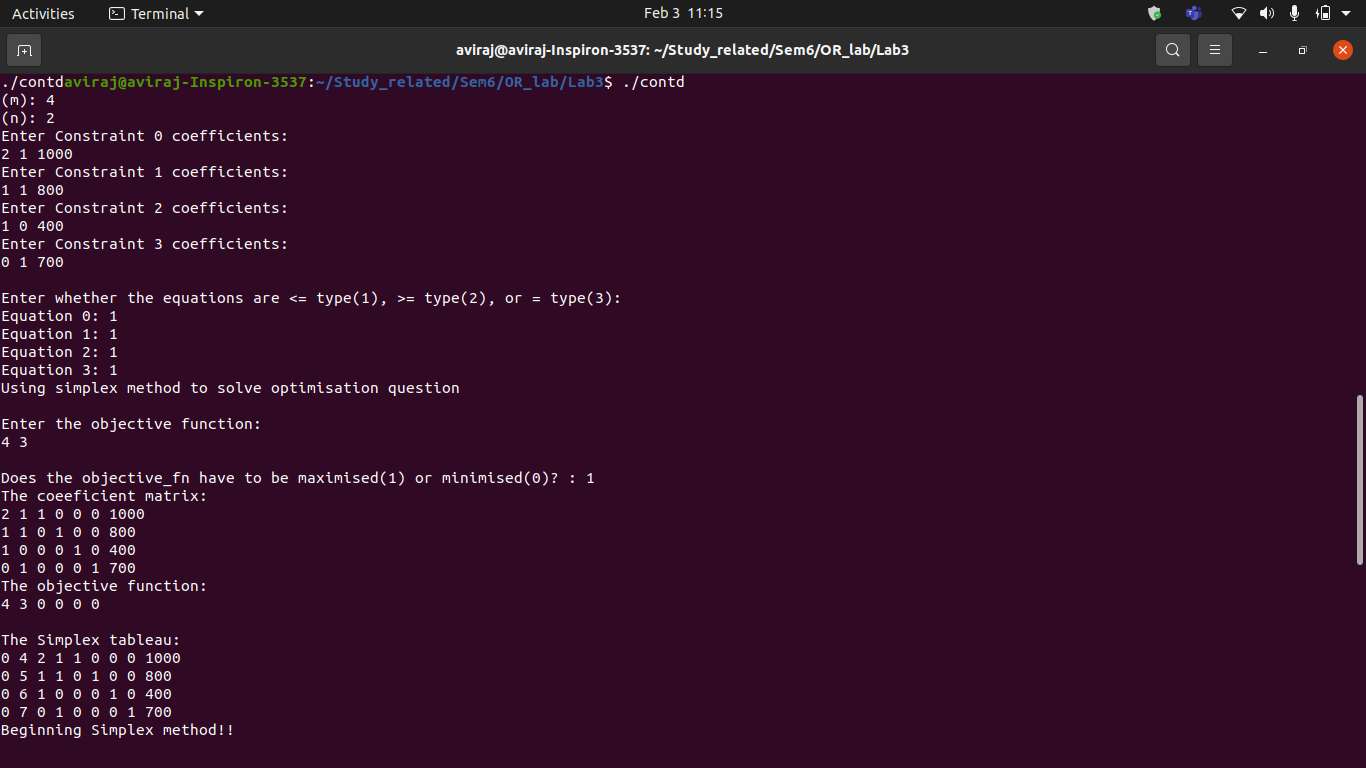 Activities
Terminal
Feb 3 11:15
aviraj@aviraj-Inspiron-3537: ~/Study_related/Sem6/OR_lab/Lab3
./contdaviraj@aviraj-Inspiron-3537:~/Study_related/Sem6/OR_lab/Lab3$ ./contd
(m): 4
(n): 2
Enter Constraint 0 coefficients:
2 1 1000
Enter Constraint 1 coefficients:
1 1 800
Enter Constraint 2 coefficients:
1 0 400
Enter Constraint 3 coefficients:
0 1 700
Enter whether the equations are <= type(1), >= type(2), or = type(3):
Equation 0: 1
Equation 1: 1
Equation 2: 1
Equation 3: 1
Using simplex method to solve optimisation question
Enter the objective function:
4 3
Does the objective_fn have to be maximised(1) or minimised(0)? : 1
The coeeficient matrix:
2 1 1 0 0 0 1000
1 1 0 1 0 0 800
1 0 0 0 1 0 400
0 1 0 0 0 1 700
The objective function:
4 3 0 0 0 0
The Simplex tableau:
0 4 2 1 1 0 0 0 1000
0 5 1 1 0 1 0 0 800
0 6 1 0 0 0 1 0 400
0 7 0 1 0 0 0 1 700
Beginning Simplex method!!